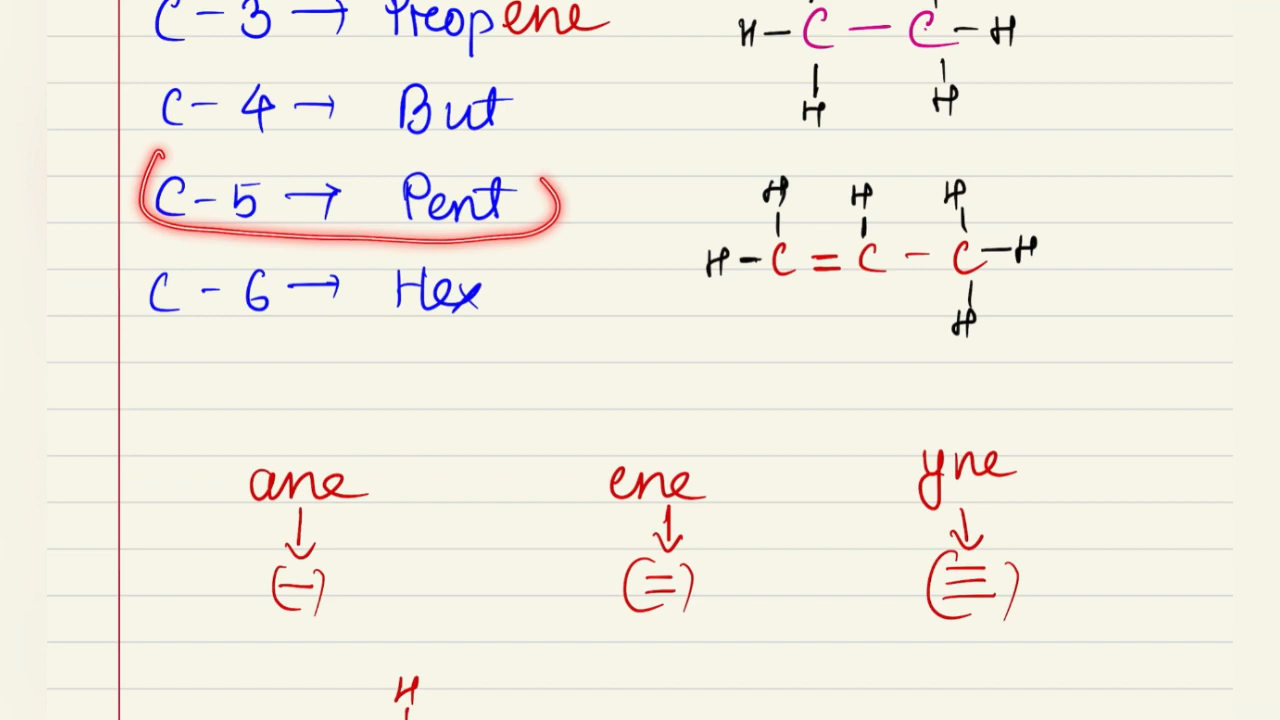 C - 3 → Propene
C - 4 → But
C - 5 → Pent
C - 6 → Hex
H - C - C - H
H H
H H H
H - C = C - C - H
H
ane ene yne
↓ ↓ ↓
(-) (=) (≡)
H